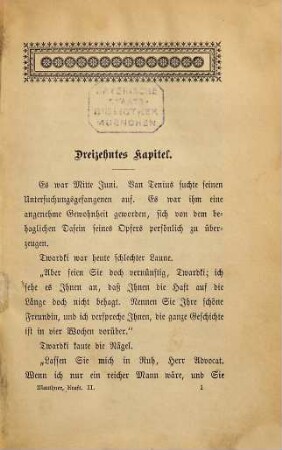 BAYERISCHE
STAATS-
BIBLIOTHEK
MUENCHEN
Dreizehntes Kapitel.
Es war Mitte Juni. Van Tenius suchte seinen
Untersuchungsgefangenen auf. Es war ihm eine
angenehme Gewohnheit geworden, sich von dem be-
haglichen Dasein seines Opfers persönlich zu über-
zeugen.
Twardki war heute schlechter Laune.
„Aber seien Sie doch vernünftig, Twardki; ich
sehe es Ihnen an, daß Ihnen die Haft auf die
Länge doch nicht behagt. Nennen Sie Ihre schöne
Freundin, und ich verspreche Ihnen, die ganze Geschichte
ist in vier Wochen vorüber.“
Twardki kaute die Nägel.
„Lassen Sie mich in Ruh, Herr Advocat.
Wenn ich nur ein reicher Mann wäre, und Sie
Mauthner, Kraft. II. 1